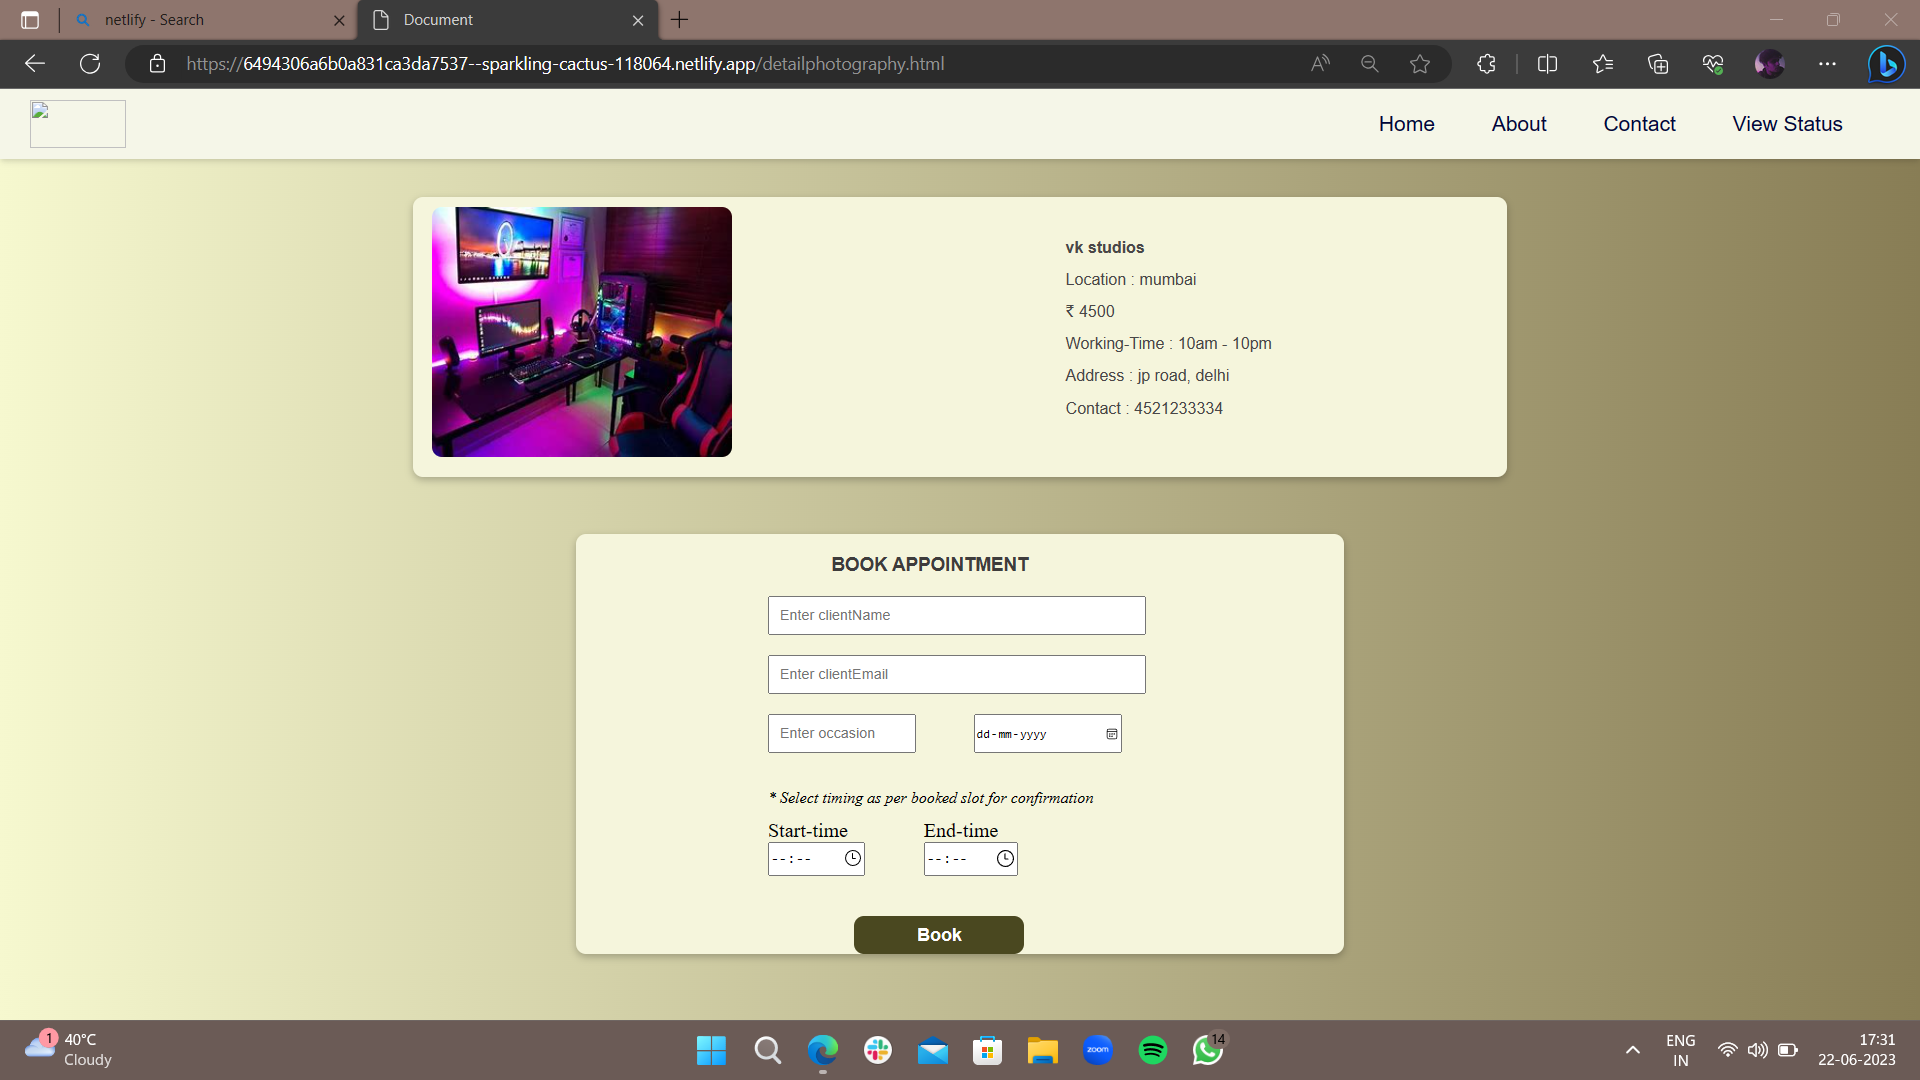 netlify - Search
Document
https://6494306a6b0a831ca3da7537--sparkling-cactus-118064.netlify.app/detailphotography.html
Home
About
Contact
View Status
vk studios
Location : mumbai
₹ 4500
Working-Time : 10am - 10pm
Address : jp road, delhi
Contact : 4521233334
BOOK APPOINTMENT
Enter clientName
Enter clientEmail
Enter occasion
dd-mm-yyyy
* Select timing as per booked slot for confirmation
Start-time
End-time
--:--
--:--
Book
1
40°C
Cloudy
zoom
14
ENG
IN
17:31
22-06-2023